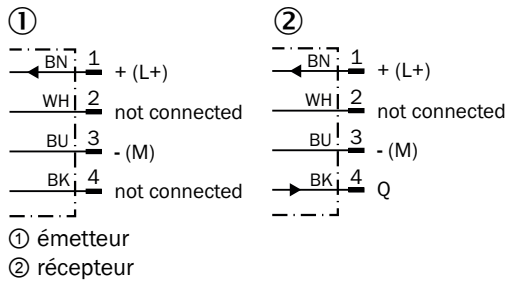 ①
BN 1 + (L+)
WH 2 not connected
BU 3 - (M)
BK 4 not connected
②
BN 1 + (L+)
WH 2 not connected
BU 3 - (M)
BK 4 Q
① émetteur
② récepteur